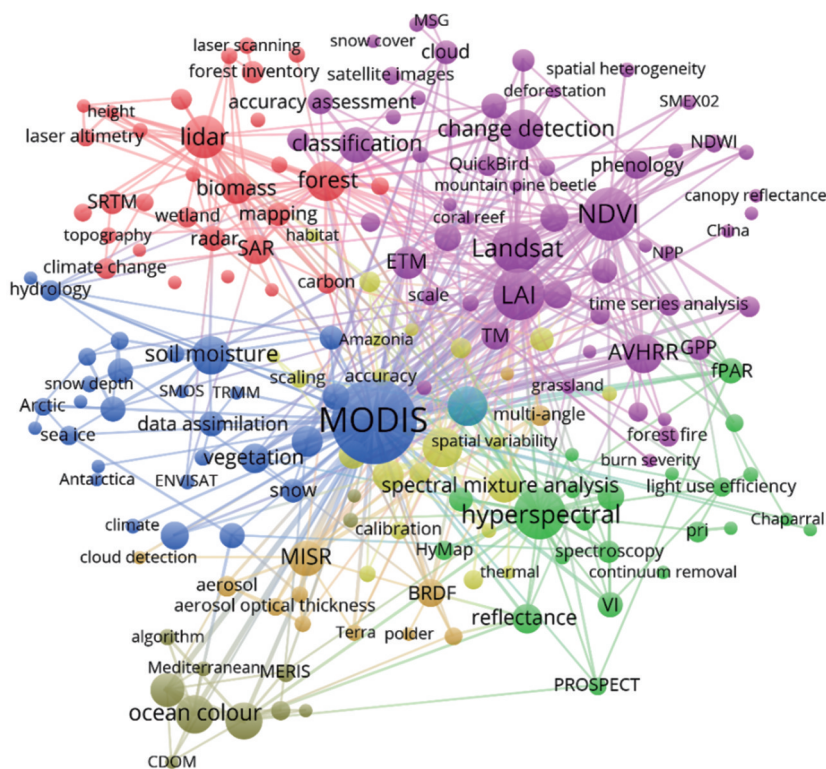 MSG
laser scanning
snow cover
cloud
forest inventory
satellite images
spatial heterogeneity
deforestation
accuracy assessment
SMEX02
height
laser altimetry
lidar
classification
change detection
NDWI
QuickBird
phenology
biomass
forest
mountain pine beetle
canopy reflectance
SRTM
wetland
mapping
coral reef
NDVI
China
topography
radar
SAR
habitat
Landsat
NPP
climate change
ETM
hydrology
carbon
scale
LAI
time series analysis
Amazonia
TM
soil moisture
AVHRR
GPP
fPAR
snow depth
SMOS
TRMM
scaling
accuracy
grassland
Arctic
data assimilation
MODIS
multi-angle
sea ice
spatial variability
forest fire
vegetation
burn severity
Antarctica
ENVISAT
snow
spectral mixture analysis
light use efficiency
climate
calibration
hyperspectral
pri
Chaparral
cloud detection
MISR
HyMap
spectroscopy
aerosol
thermal
continuum removal
aerosol optical thickness
BRDF
VI
algorithm
Terra
polder
reflectance
Mediterranean
MERIS
PROSPECT
ocean colour
CDOM